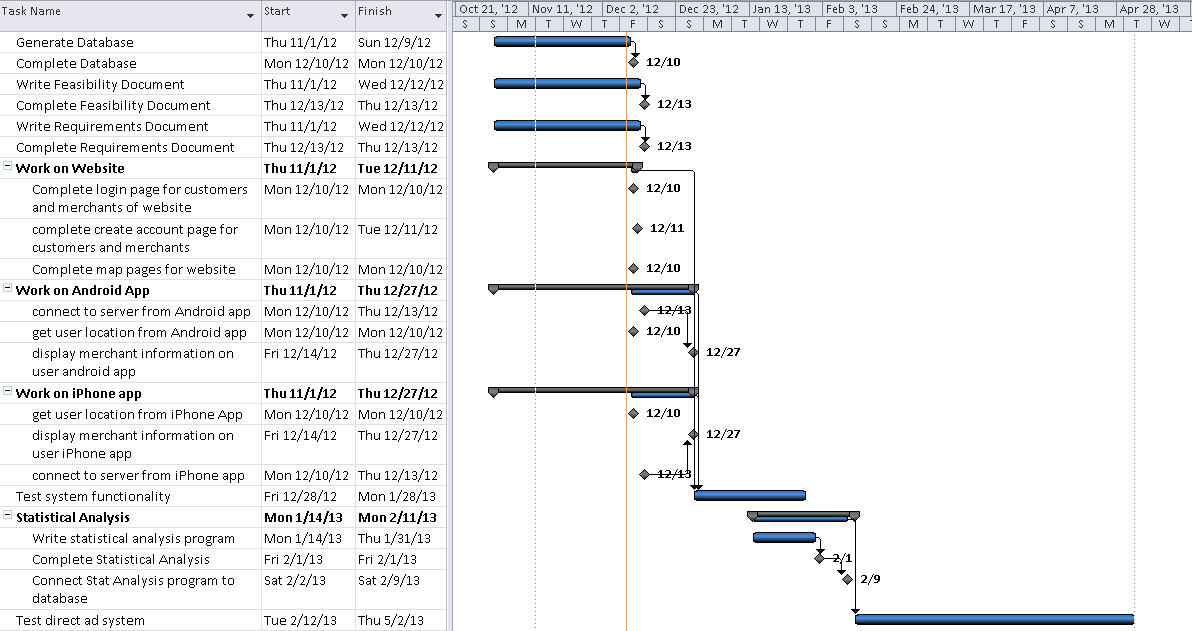 Task Name Start Finish Oct 21, '12 Nov 11, '12 Dec 2, '12 Dec 23, '12 Jan 13, '13 Feb 3, '13 Feb 24, '13 Mar 17, '13 Apr 7, '13 Apr 28, '13
S S M T W T F S S M T W T F S S M T W T
Generate Database Thu 11/1/12 Sun 12/9/12
Complete Database Mon 12/10/12 Mon 12/10/12 12/10
Write Feasibility Document Thu 11/1/12 Wed 12/12/12
Complete Feasibility Document Thu 12/13/12 Thu 12/13/12 12/13
Write Requirements Document Thu 11/1/12 Wed 12/12/12
Complete Requirements Document Thu 12/13/12 Thu 12/13/12 12/13
Work on Website Thu 11/1/12 Tue 12/11/12
Complete login page for customers Mon 12/10/12 Mon 12/10/12 12/10
and merchants of website
complete create account page for Mon 12/10/12 Tue 12/11/12 12/11
customers and merchants
Complete map pages for website Mon 12/10/12 Mon 12/10/12 12/10
Work on Android App Thu 11/1/12 Thu 12/27/12
connect to server from Android app Mon 12/10/12 Thu 12/13/12 12/13
get user location from Android app Mon 12/10/12 Mon 12/10/12 12/10
display merchant information on Fri 12/14/12 Thu 12/27/12 12/27
user android app
Work on iPhone app Thu 11/1/12 Thu 12/27/12
get user location from iPhone App Mon 12/10/12 Mon 12/10/12 12/10
display merchant information on Fri 12/14/12 Thu 12/27/12 12/27
user iPhone app
connect to server from iPhone app Mon 12/10/12 Thu 12/13/12 12/13
Test system functionality Fri 12/28/12 Mon 1/28/13
Statistical Analysis Mon 1/14/13 Mon 2/11/13
Write statistical analysis program Mon 1/14/13 Thu 1/31/13
Complete Statistical Analysis Fri 2/1/13 Fri 2/1/13 2/1
Connect Stat Analysis program to Sat 2/2/13 Sat 2/9/13 2/9
database
Test direct ad system Tue 2/12/13 Thu 5/2/13